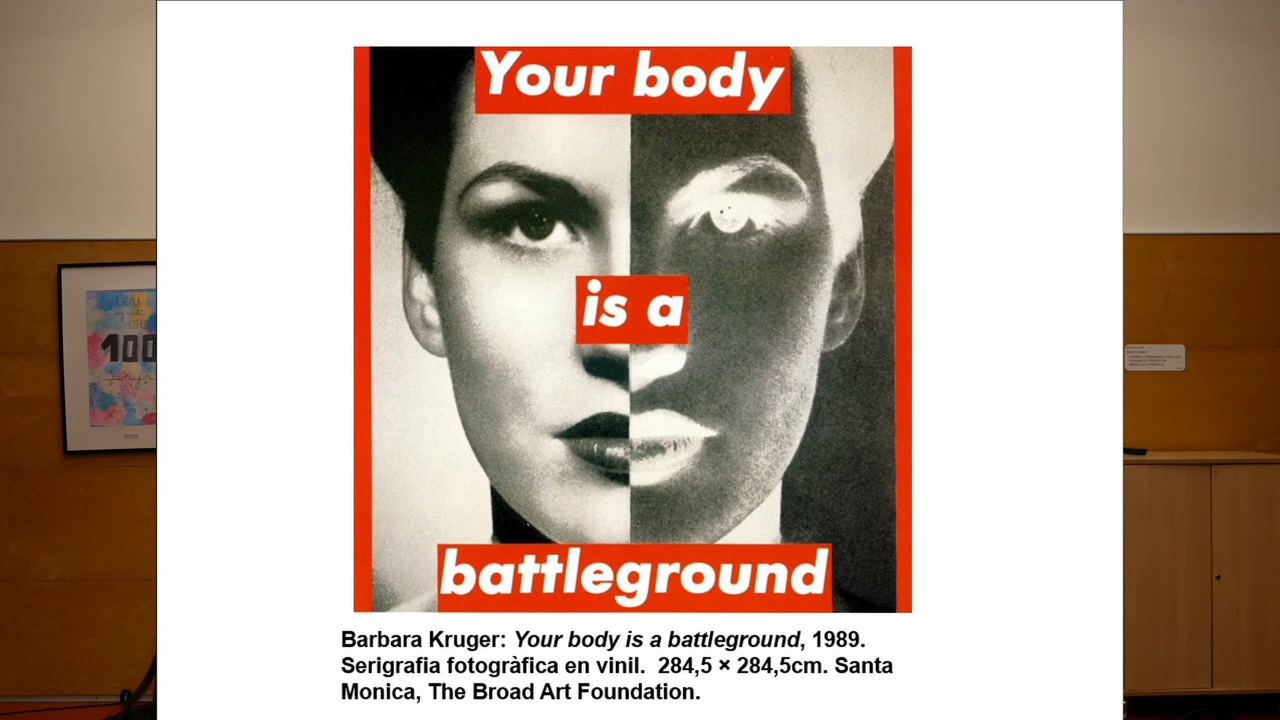 Your body
is a
battleground
Barbara Kruger: Your body is a battleground, 1989.
Serigrafia fotogràfica en vinil. 284,5 × 284,5cm. Santa
Monica, The Broad Art Foundation.
100